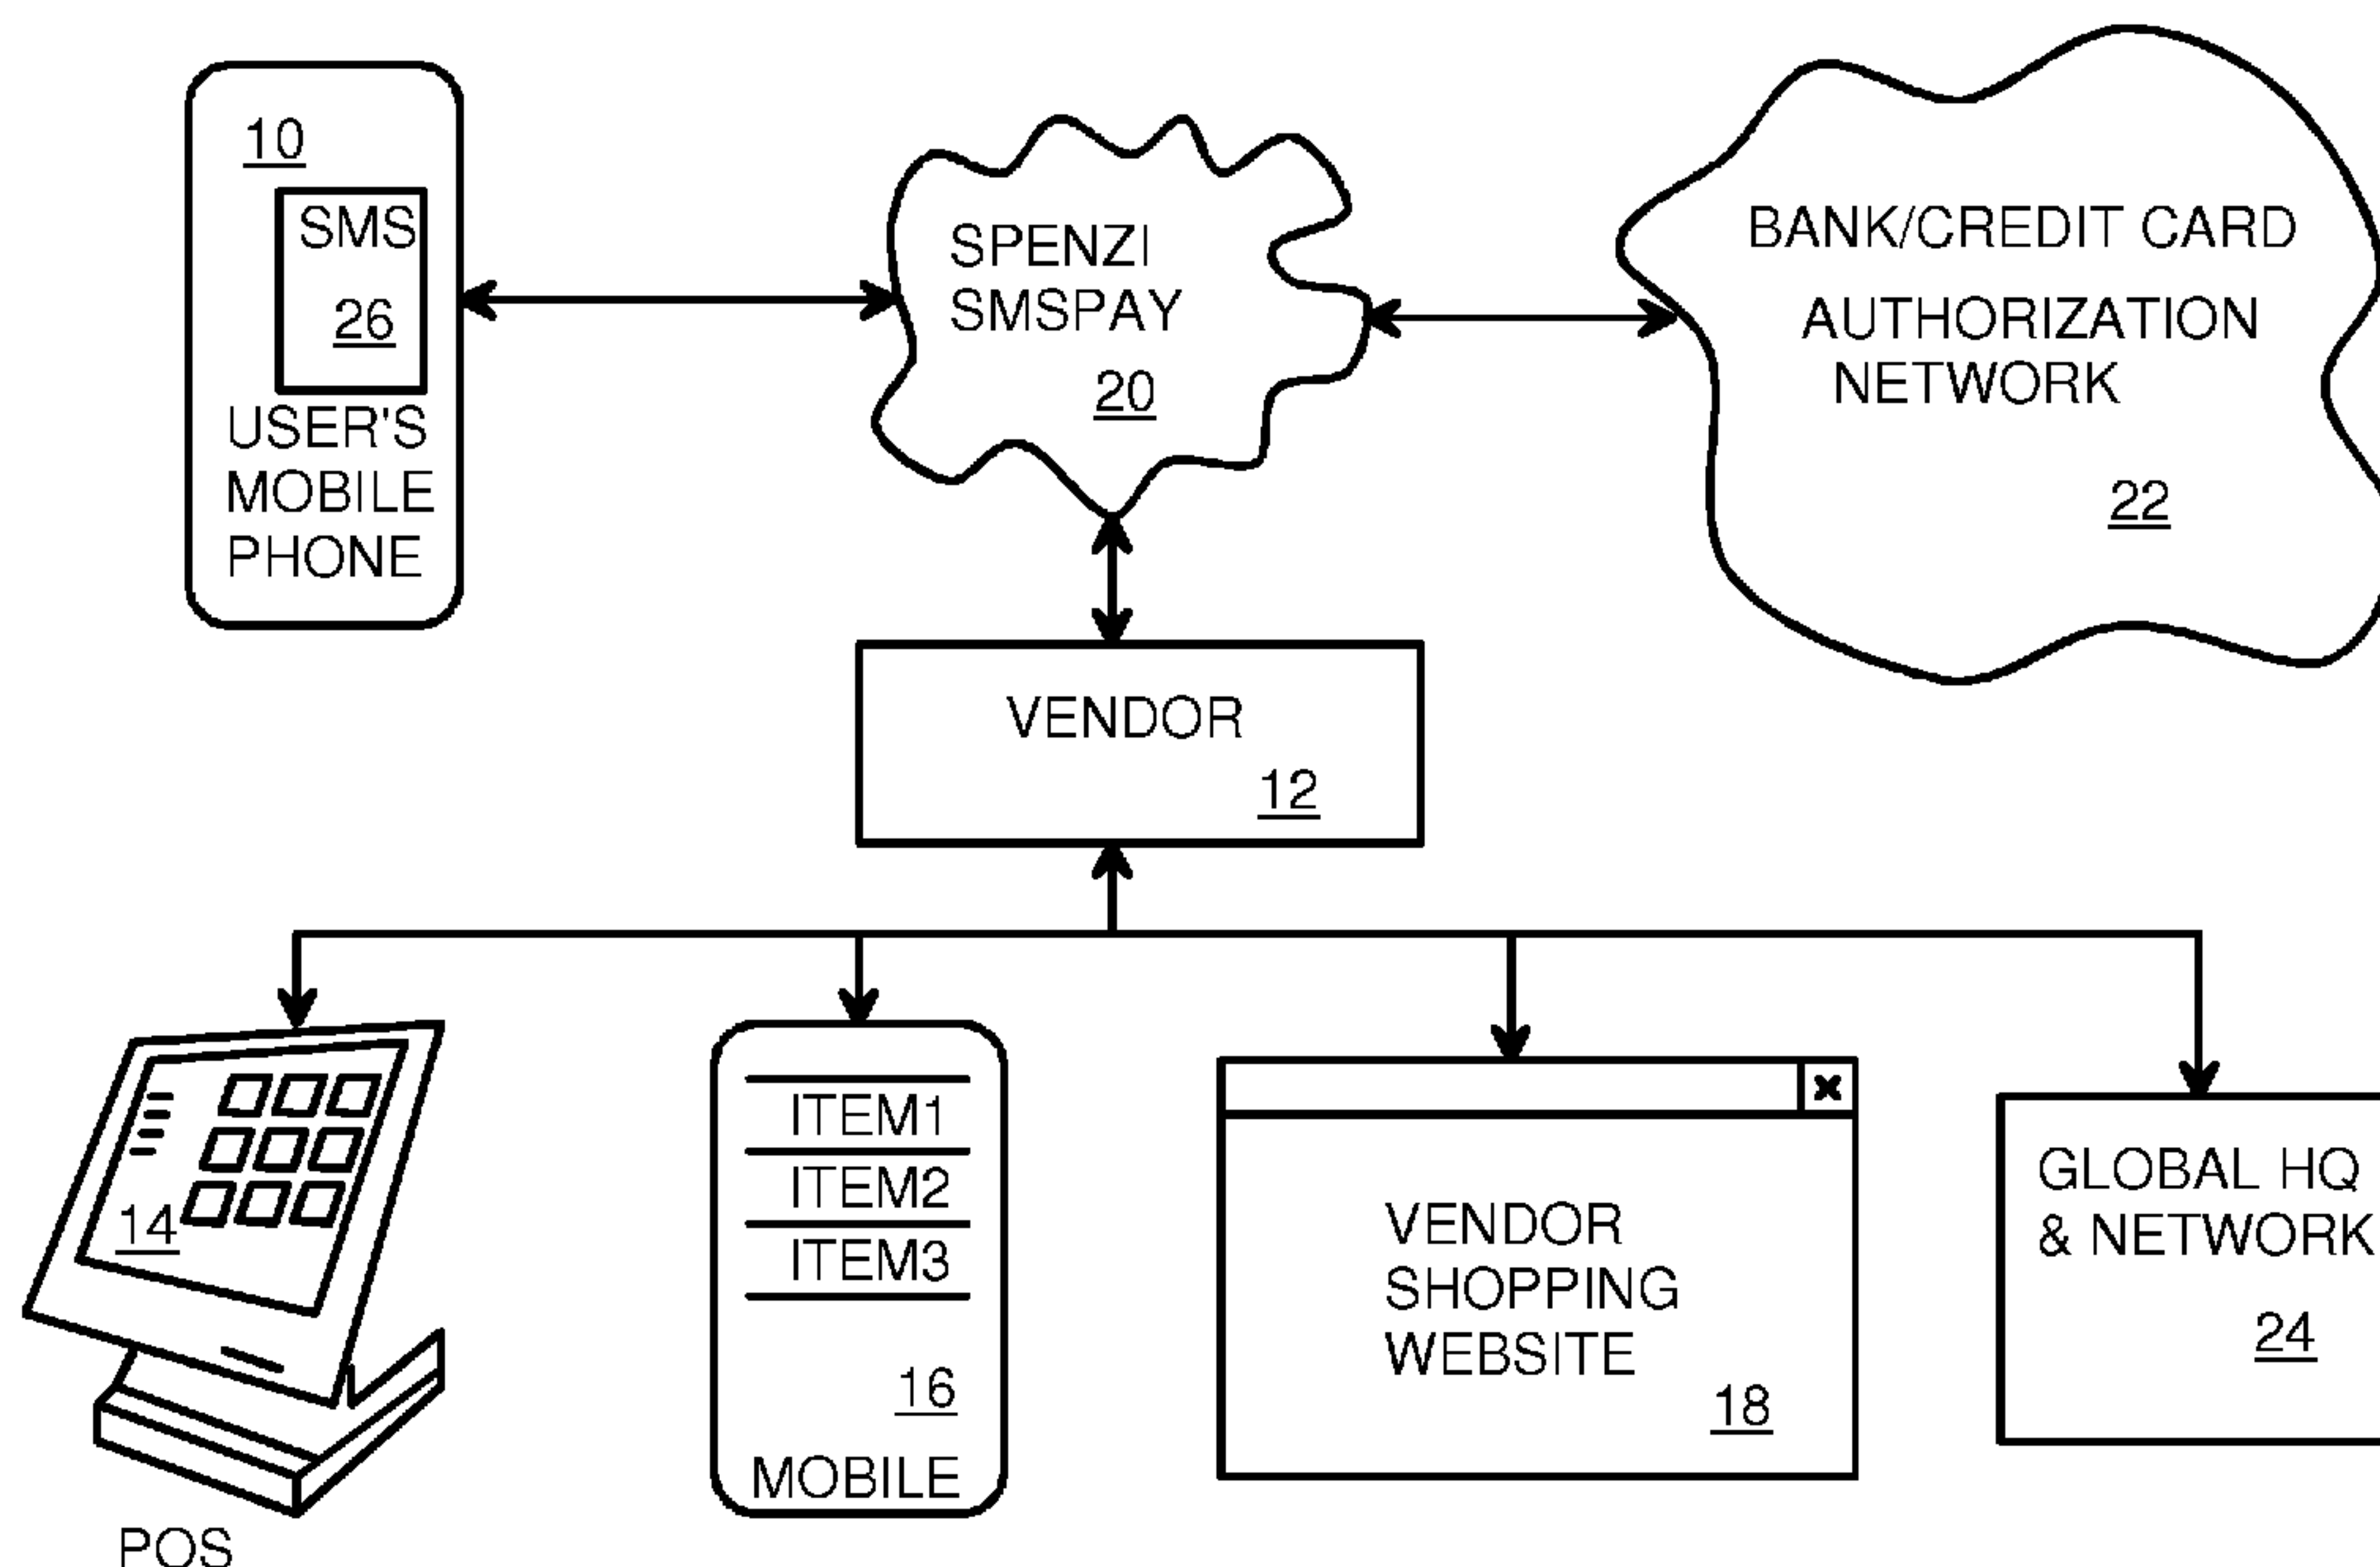 10
SMS
26
USER'S
MOBILE
PHONE
SPENZI
SMSPAY
20
BANK/CREDIT CARD
AUTHORIZATION
NETWORK
22
VENDOR
12
14
POS
ITEM1
ITEM2
ITEM3
16
MOBILE
x
VENDOR
SHOPPING
WEBSITE
18
GLOBAL HQ
& NETWORK
24